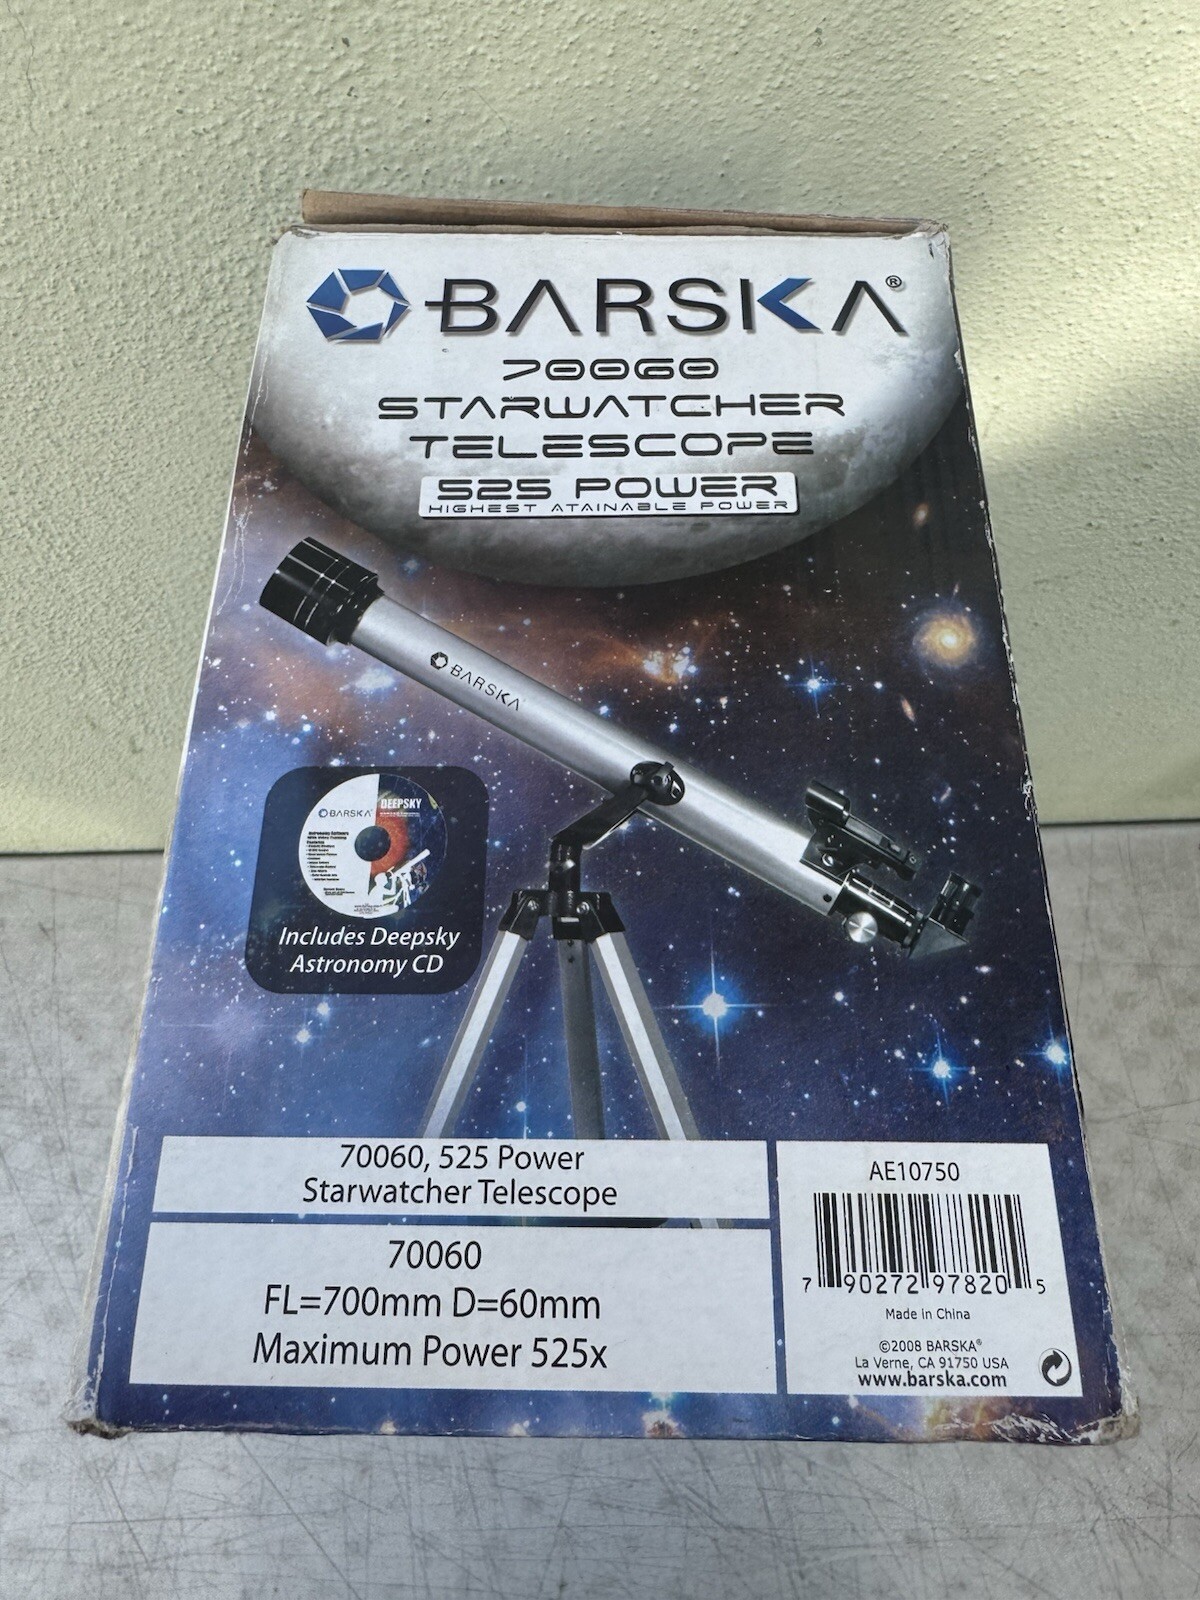 BARSKA®
70060
STARWATCHER
TELESCOPE
525 POWER
HIGHEST ATAINABLE POWER
BARSKA
BARSKA
DEEPSKY
Includes Deepsky
Astronomy CD
70060, 525 Power
Starwatcher Telescope
70060
FL=700mm D=60mm
Maximum Power 525x
AE10750
7 90272 97820 5
Made in China
©2008 BARSKA®
La Verne, CA 91750 USA
www.barska.com